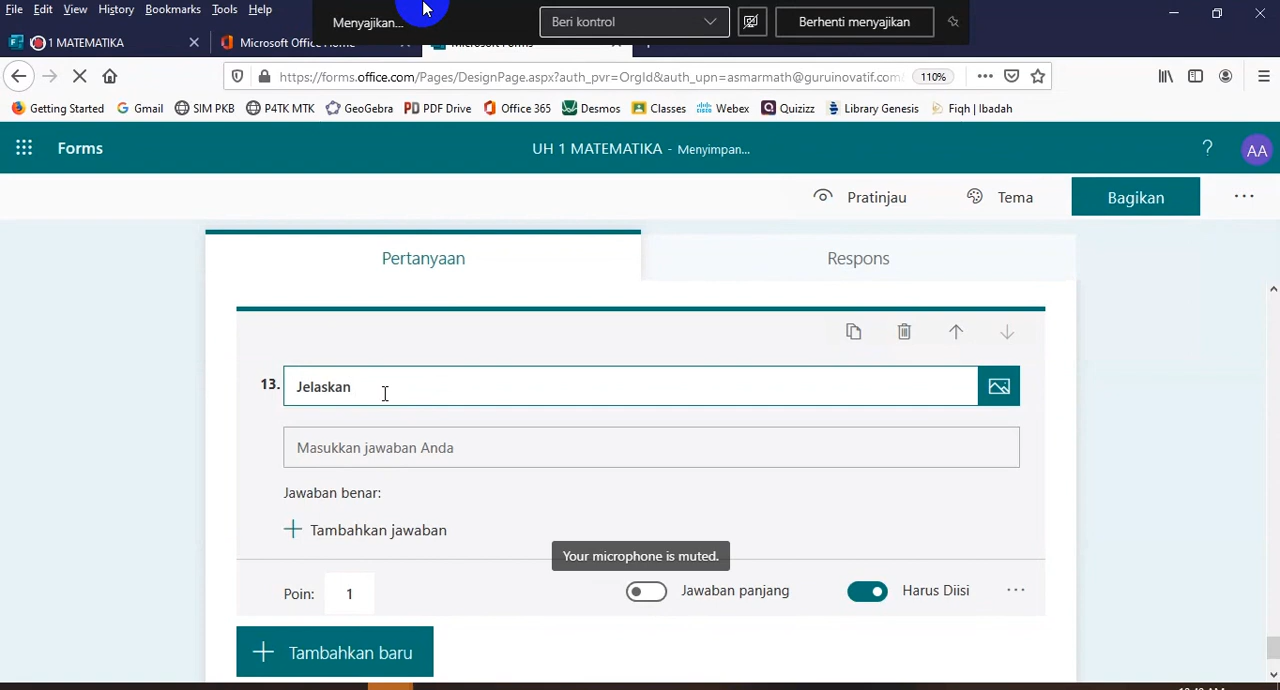 File Edit View History Bookmarks Tools Help
Menyajikan...
Beri kontrol
Berhenti menyajikan
1 MATEMATIKA
Microsoft Office Home
Microsoft Forms
https://forms.office.com/Pages/DesignPage.aspx?auth_pvr=OrgId&auth_upn=asmarmath@guruinovatif.com
110%
Getting Started Gmail SIM PKB P4TK MTK GeoGebra PDF Drive Office 365 Desmos Classes Webex Quizizz Library Genesis Fiqh | Ibadah
Forms
UH 1 MATEMATIKA - Menyimpan...
? AA
Pratinjau Tema Bagikan
Pertanyaan Respons
13. Jelaskan
Masukkan jawaban Anda
Jawaban benar:
Tambahkan jawaban
Your microphone is muted.
Poin: 1 Jawaban panjang Harus Diisi
Tambahkan baru